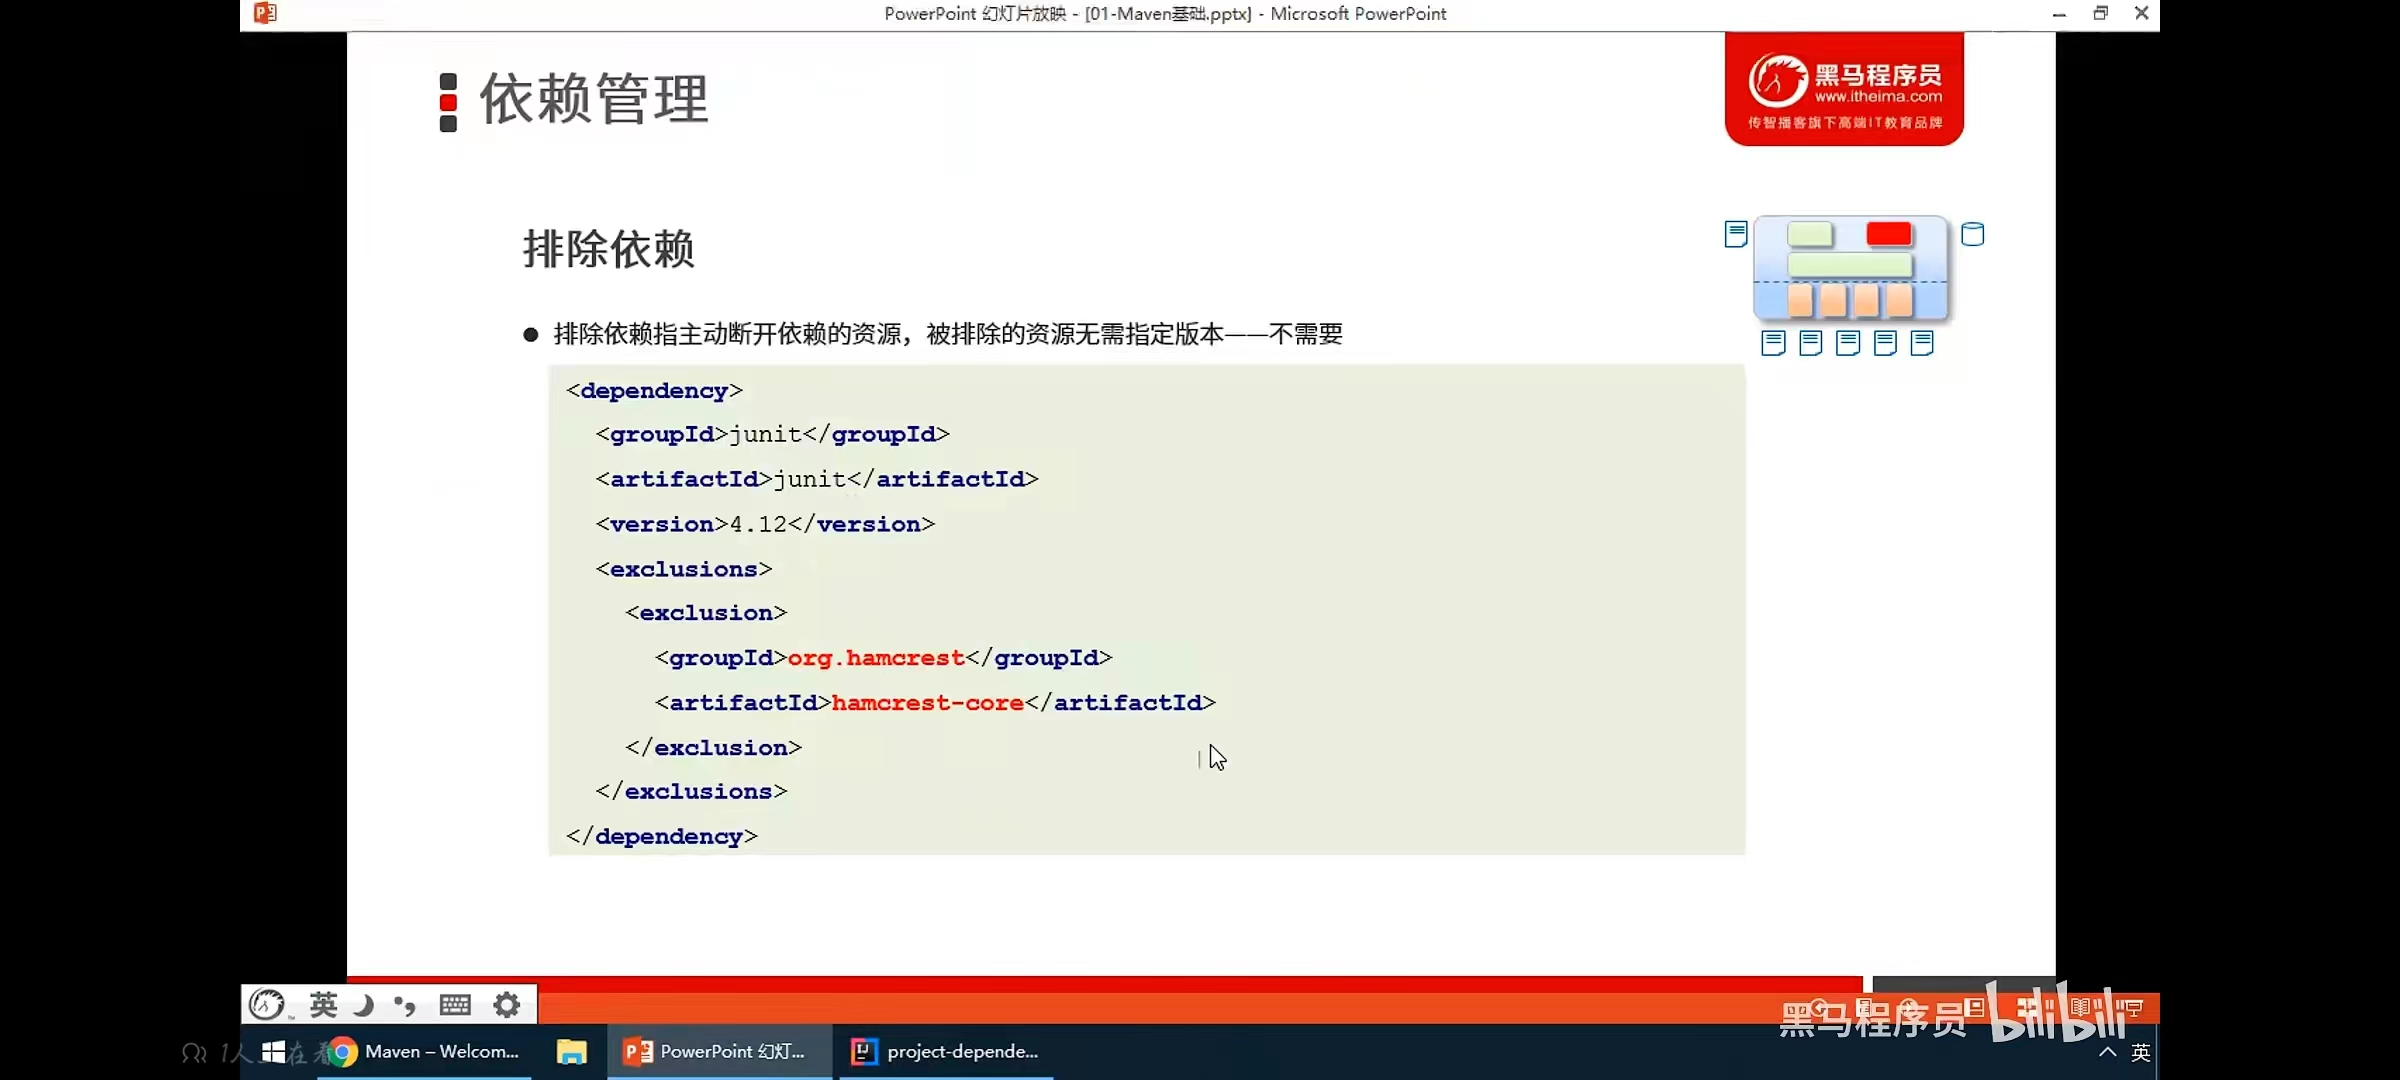 PowerPoint 幻灯片放映 - [01-Maven基础.pptx] - Microsoft PowerPoint
依赖管理
黑马程序员
www.itheima.com
传智播客旗下高端IT教育品牌
排除依赖
● 排除依赖指主动断开依赖的资源，被排除的资源无需指定版本——不需要
<dependency>
<groupId>junit</groupId>
<artifactId>junit</artifactId>
<version>4.12</version>
<exclusions>
<exclusion>
<groupId>org.hamcrest</groupId>
<artifactId>hamcrest-core</artifactId>
</exclusion>
</exclusions>
</dependency>
英
黑马程序员 bilibili
1人正在看
Maven – Welcom...
PowerPoint 幻灯...
project-depende...
英